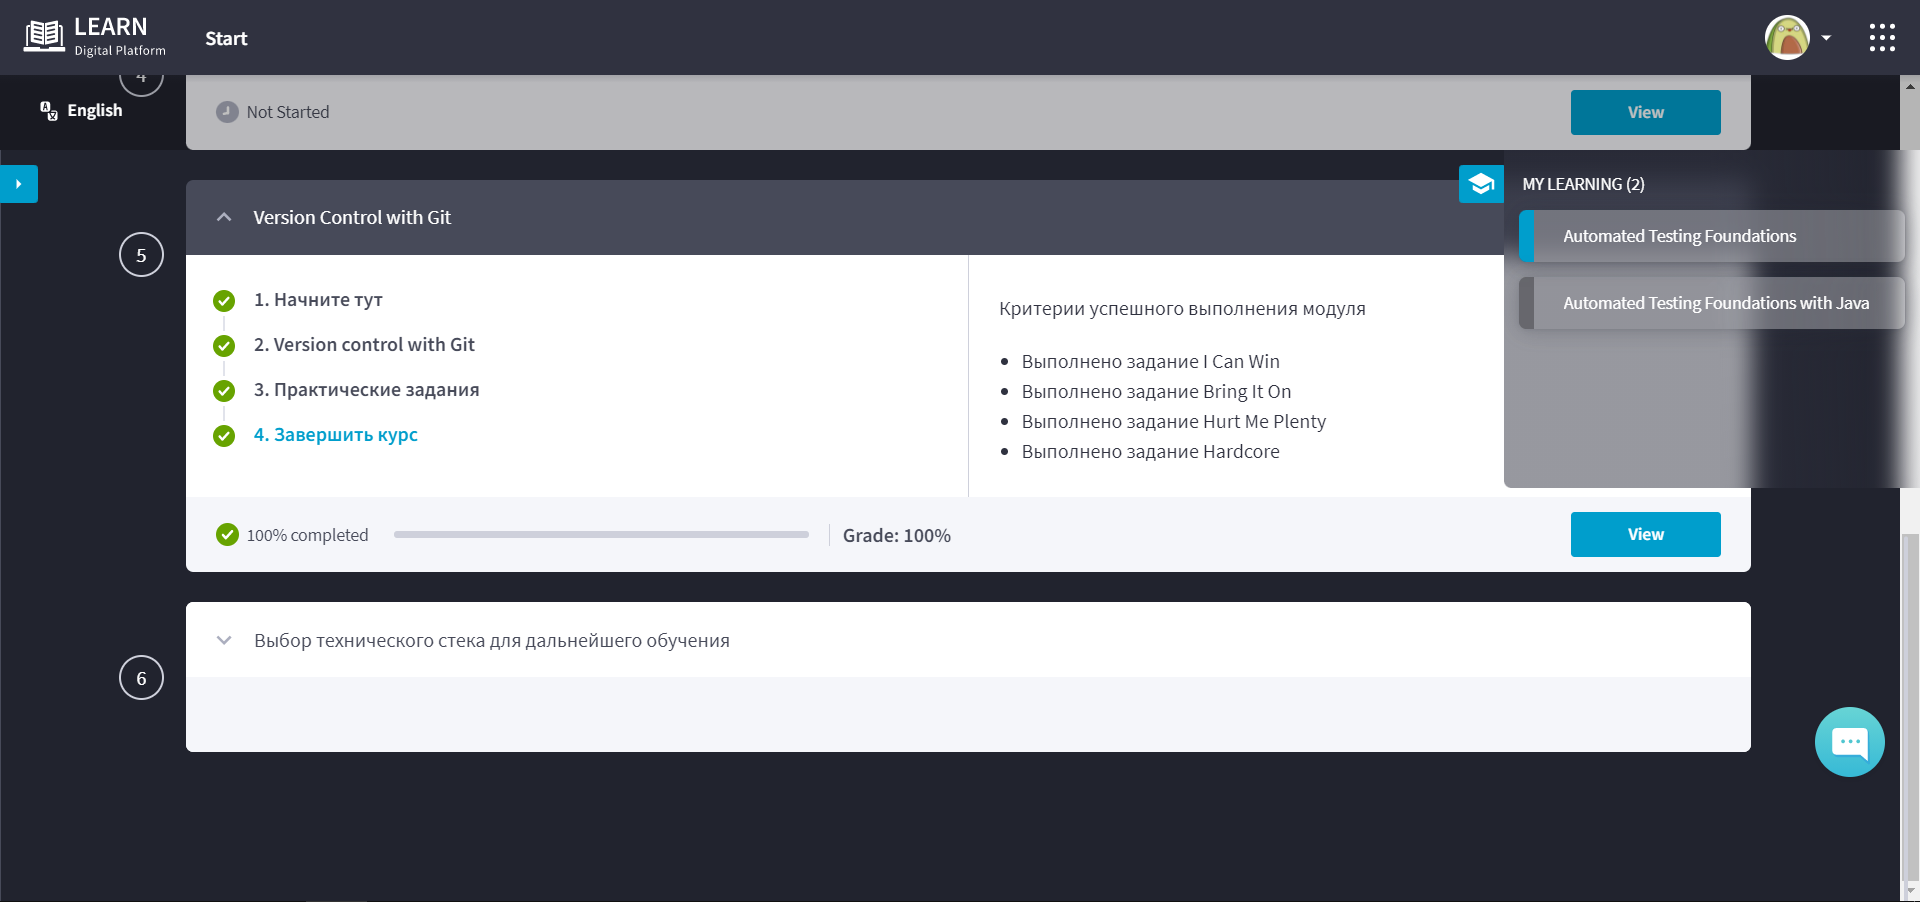 LEARN
Digital Platform
Start
4
English
Not Started
View
MY LEARNING (2)
Automated Testing Foundations
Automated Testing Foundations with Java
5
Version Control with Git
1. Начните тут
2. Version control with Git
3. Практические задания
4. Завершить курс
Критерии успешного выполнения модуля
Выполнено задание I Can Win
Выполнено задание Bring It On
Выполнено задание Hurt Me Plenty
Выполнено задание Hardcore
100% completed
Grade: 100%
View
6
Выбор технического стека для дальнейшего обучения